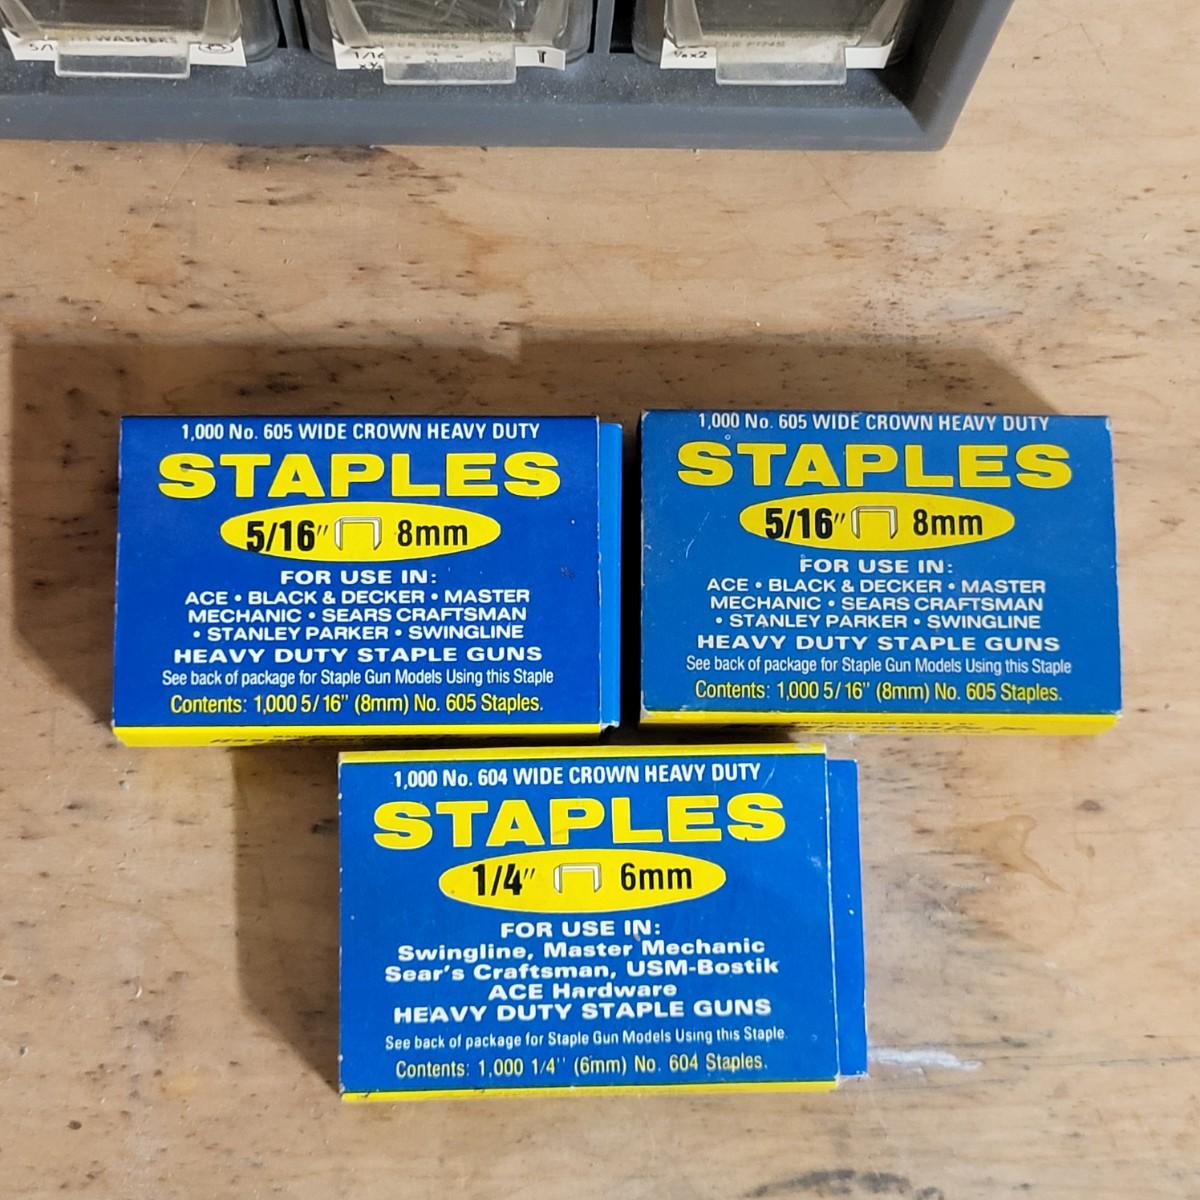 WASHERS
1/16
1/8x2
1,000 No. 605 WIDE CROWN HEAVY DUTY
STAPLES
5/16" 8mm
FOR USE IN:
ACE • BLACK & DECKER • MASTER
MECHANIC • SEARS CRAFTSMAN
• STANLEY PARKER • SWINGLINE
HEAVY DUTY STAPLE GUNS
See back of package for Staple Gun Models Using this Staple
Contents: 1,000 5/16" (8mm) No. 605 Staples.
1,000 No. 605 WIDE CROWN HEAVY DUTY
STAPLES
5/16" 8mm
FOR USE IN:
ACE • BLACK & DECKER • MASTER
MECHANIC • SEARS CRAFTSMAN
• STANLEY PARKER • SWINGLINE
HEAVY DUTY STAPLE GUNS
See back of package for Staple Gun Models Using this Staple
Contents: 1,000 5/16" (8mm) No. 605 Staples.
1,000 No. 604 WIDE CROWN HEAVY DUTY
STAPLES
1/4" 6mm
FOR USE IN:
Swingline, Master Mechanic
Sear's Craftsman, USM-Bostik
ACE Hardware
HEAVY DUTY STAPLE GUNS
See back of package for Staple Gun Models Using this Staple.
Contents: 1,000 1/4'' (6mm) No. 604 Staples.